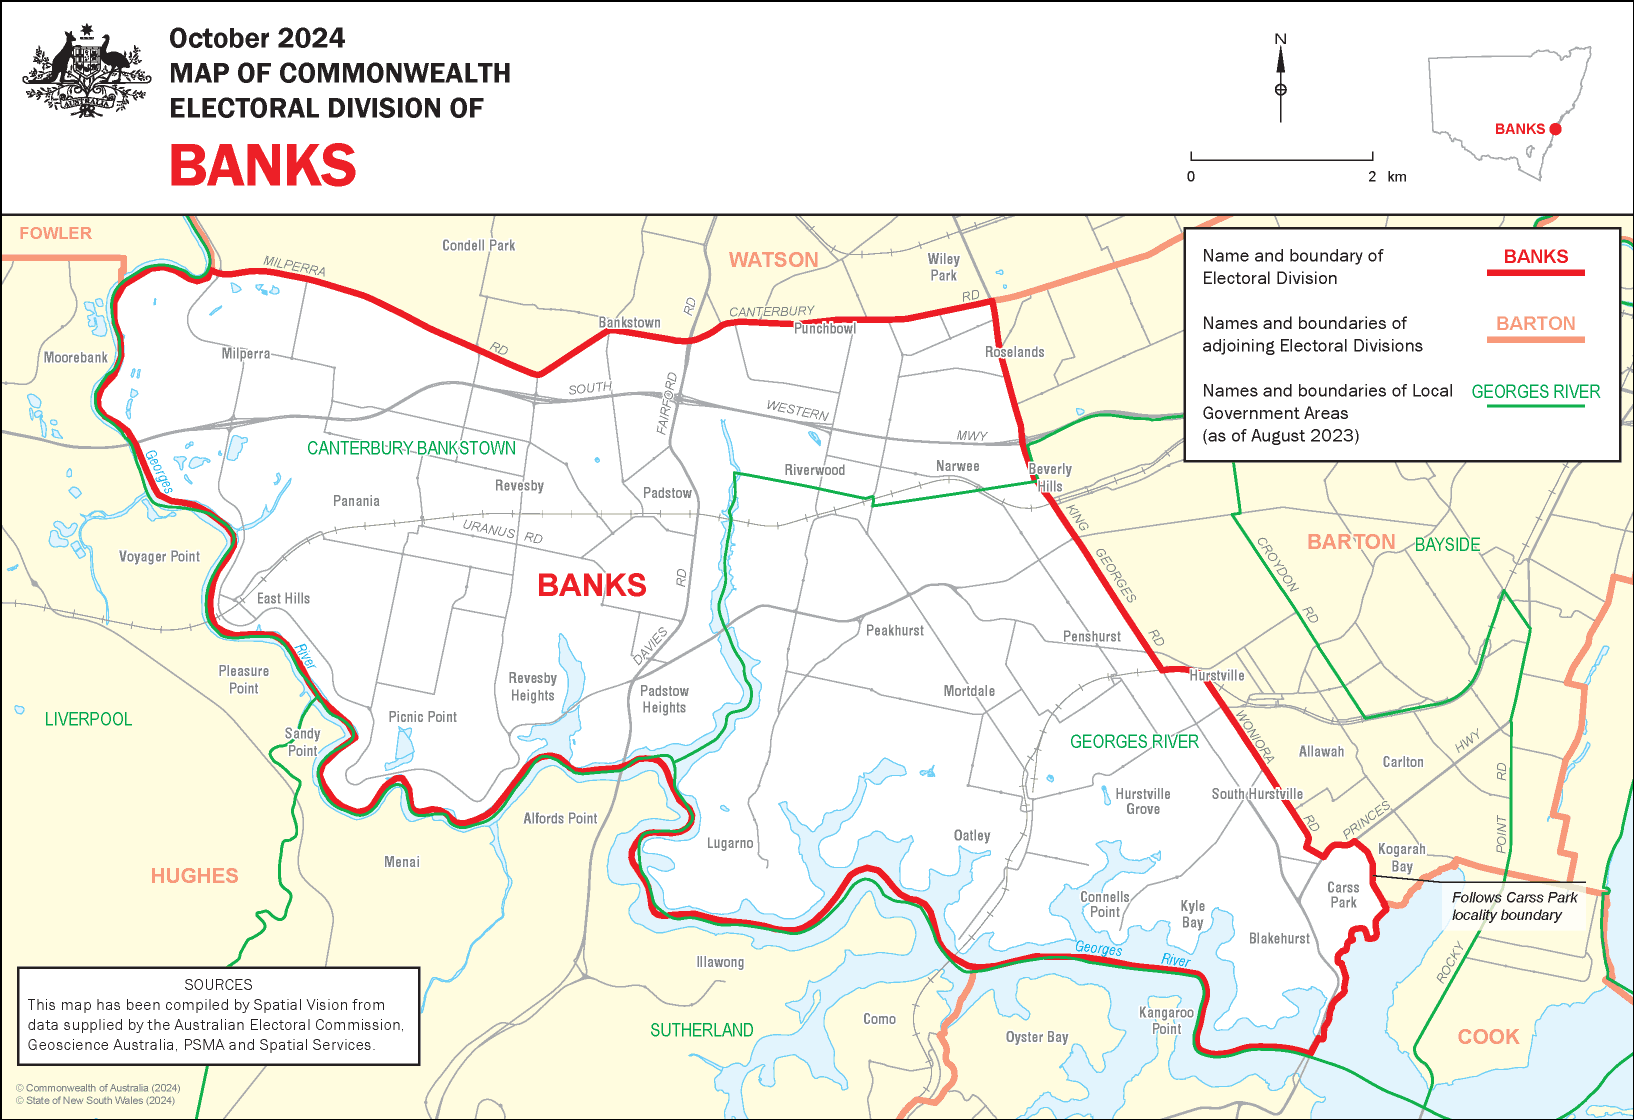 October 2024
MAP OF COMMONWEALTH
ELECTORAL DIVISION OF
BANKS
AUSTRALIA
N
0 2 km
BANKS
Name and boundary of
Electoral Division
BANKS
Names and boundaries of
adjoining Electoral Divisions
BARTON
Names and boundaries of Local
Government Areas
(as of August 2023)
GEORGES RIVER
FOWLER
Condell Park
WATSON
Wiley
Park
MILPERRA
RD
CANTERBURY
RD
RD
Bankstown
Punchbowl
Moorebank
Milperra
RD
Roselands
SOUTH
FAIRFORD
WESTERN
MWY
CANTERBURY BANKSTOWN
Georges
Riverwood
Narwee
Beverly
Hills
Panania
Revesby
Padstow
KING
URANUS RD
Voyager Point
BANKS
RD
GEORGES
CROYDON
RD
BARTON
BAYSIDE
East Hills
Peakhurst
Penshurst
RD
River
DAVIES
Pleasure
Point
Revesby
Heights
Padstow
Heights
Mortdale
Hurstville
LIVERPOOL
Picnic Point
Sandy
Point
GEORGES RIVER
WONIORA
Allawah
Carlton
HWY
RD
Hurstville
Grove
South Hurstville
RD
PRINCES
POINT
Alfords Point
Lugarno
Oatley
Kogarah
Bay
HUGHES
Menai
Carss
Park
Follows Carss Park
locality boundary
Connells
Point
Kyle
Bay
Blakehurst
Georges
River
ROCKY
Illawong
SUTHERLAND
Como
Oyster Bay
Kangaroo
Point
COOK
SOURCES
This map has been compiled by Spatial Vision from
data supplied by the Australian Electoral Commission,
Geoscience Australia, PSMA and Spatial Services.
© Commonwealth of Australia (2024)
© State of New South Wales (2024)